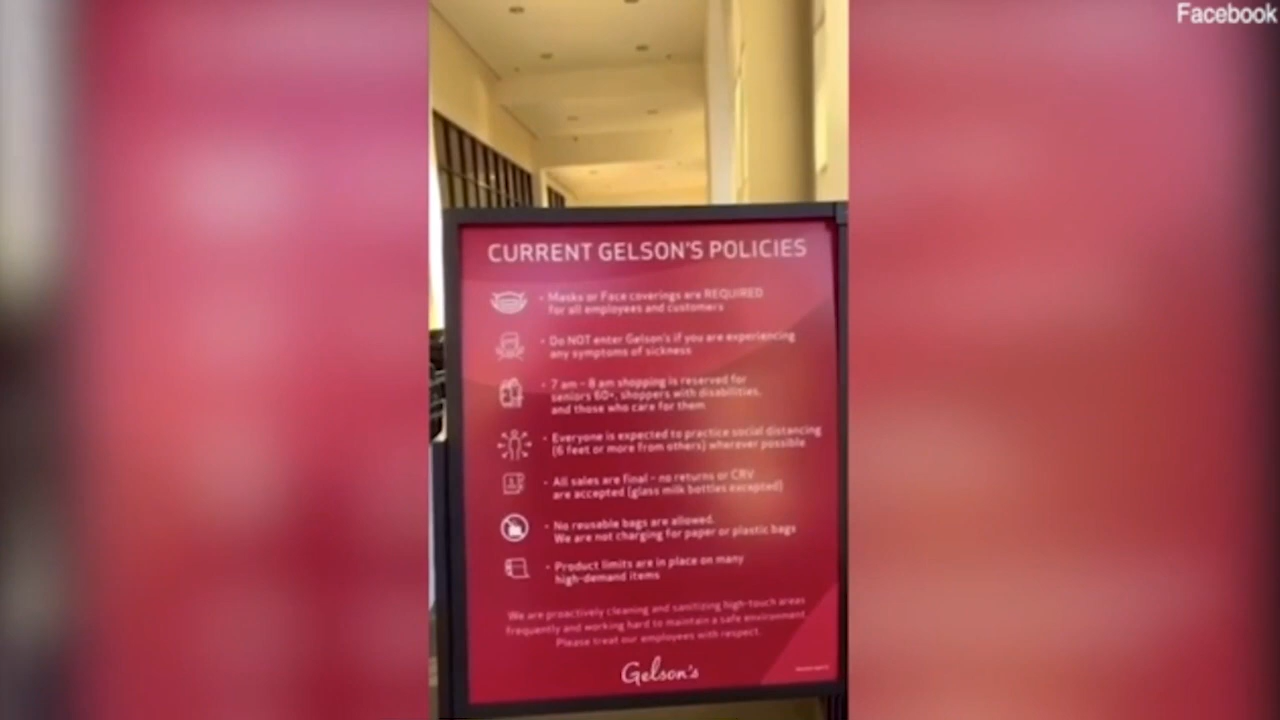 Facebook
CURRENT GELSON'S POLICIES
• Masks or Face coverings are REQUIRED
for all employees and customers
• Do NOT enter Gelson's if you are experiencing
any symptoms of sickness
• 7 am - 8 am shopping is reserved for
seniors 60+, shoppers with disabilities,
and those who care for them
• Everyone is expected to practice social distancing
(6 feet or more from others) wherever possible
• All sales are final - no returns or CRV
are accepted (glass milk bottles excepted)
• No reusable bags are allowed.
We are not charging for paper or plastic bags
• Product limits are in place on many
high-demand items
We are proactively cleaning and sanitizing high-touch areas
frequently and working hard to maintain a safe environment
Please treat our employees with respect.
Gelson's